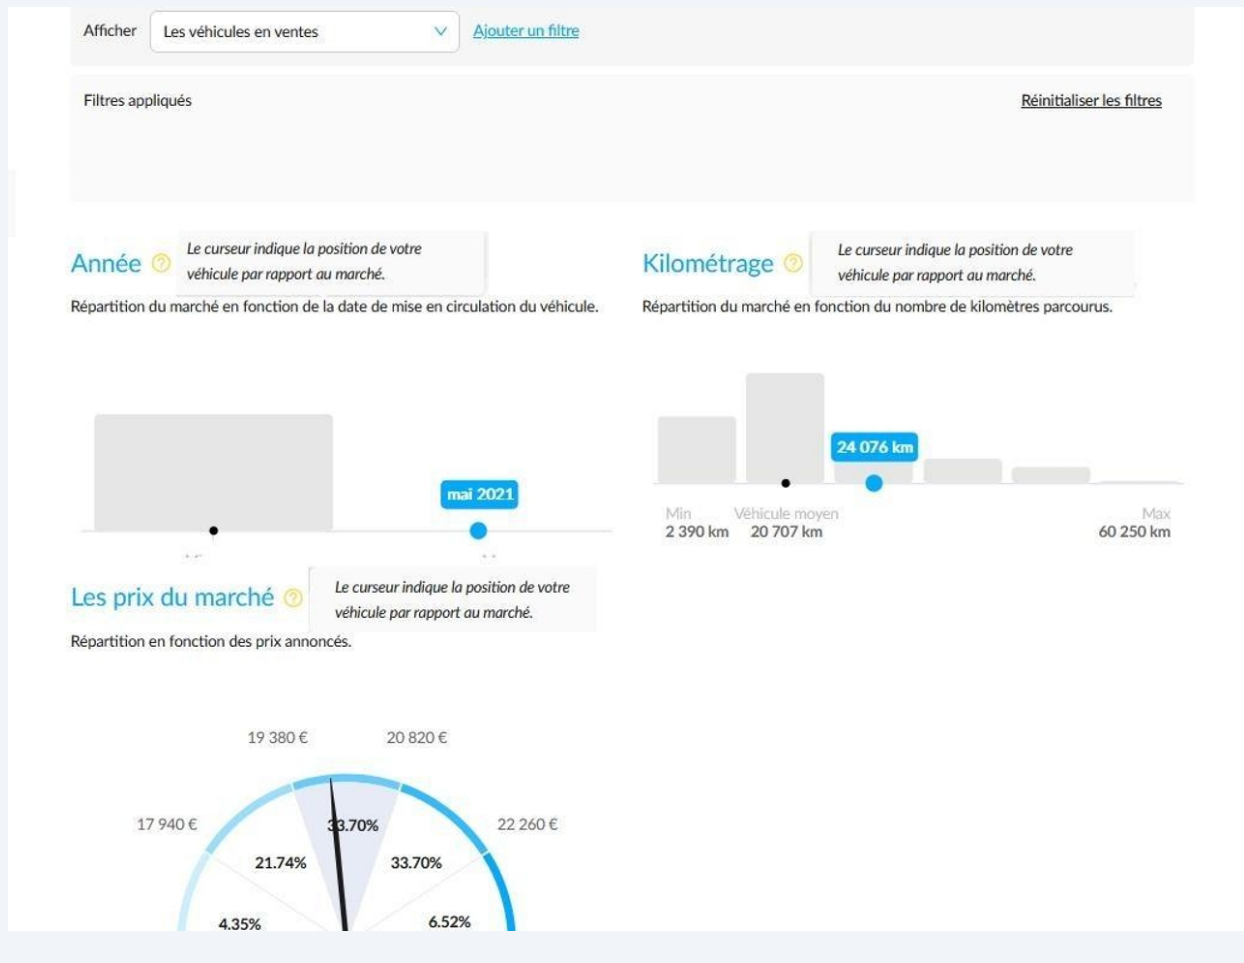 Afficher Les véhicules en ventes Ajouter un filtre
Filtres appliqués Réinitialiser les filtres
Année
Le curseur indique la position de votre
véhicule par rapport au marché.
Répartition du marché en fonction de la date de mise en circulation du véhicule.
mai 2021
Kilométrage
Le curseur indique la position de votre
véhicule par rapport au marché.
Répartition du marché en fonction du nombre de kilomètres parcourus.
24 076 km
Min Véhicule moyen Max
2 390 km 20 707 km 60 250 km
Les prix du marché
Le curseur indique la position de votre
véhicule par rapport au marché.
Répartition en fonction des prix annoncés.
19 380 € 20 820 €
17 940 € 22 260 €
33.70%
21.74% 33.70%
4.35% 6.52%